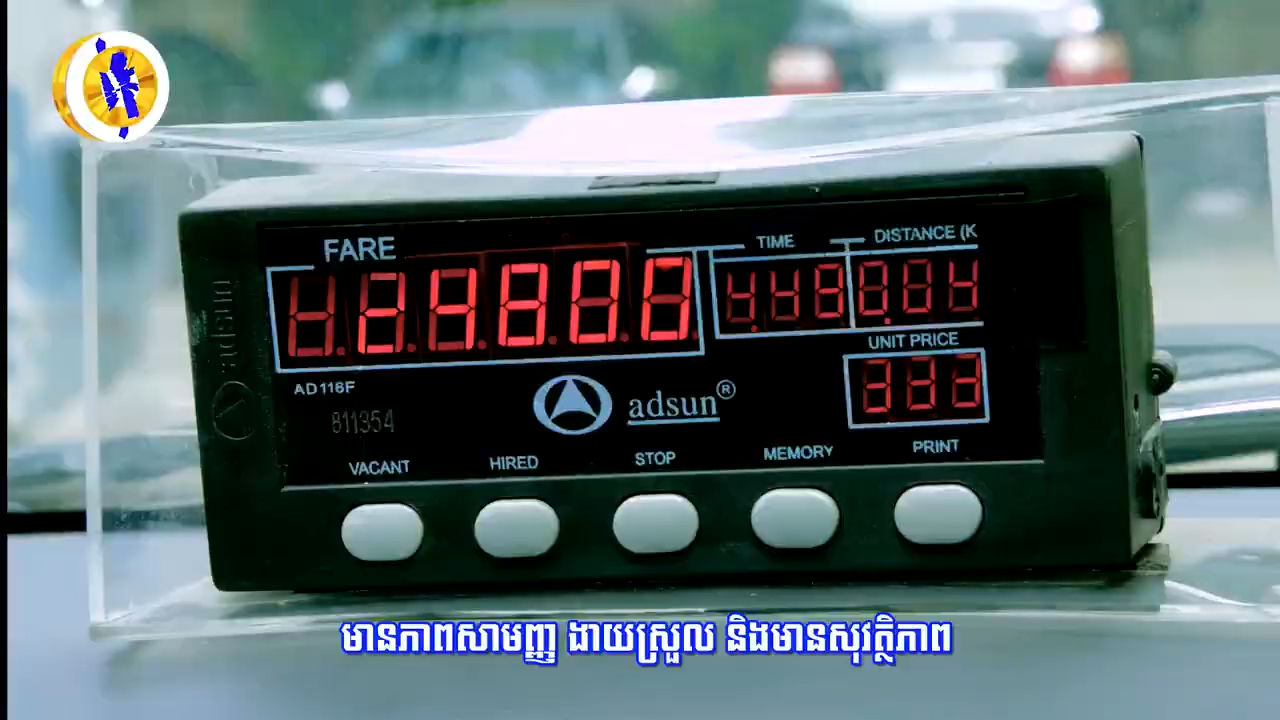 FARE
TIME
DISTANCE (K
UNIT PRICE
AD118F
811354
adsun®
adsun
VACANT
HIRED
STOP
MEMORY
PRINT
មានភាពសាមញ្ញ ងាយស្រួល និងមានសុវត្ថិភាព